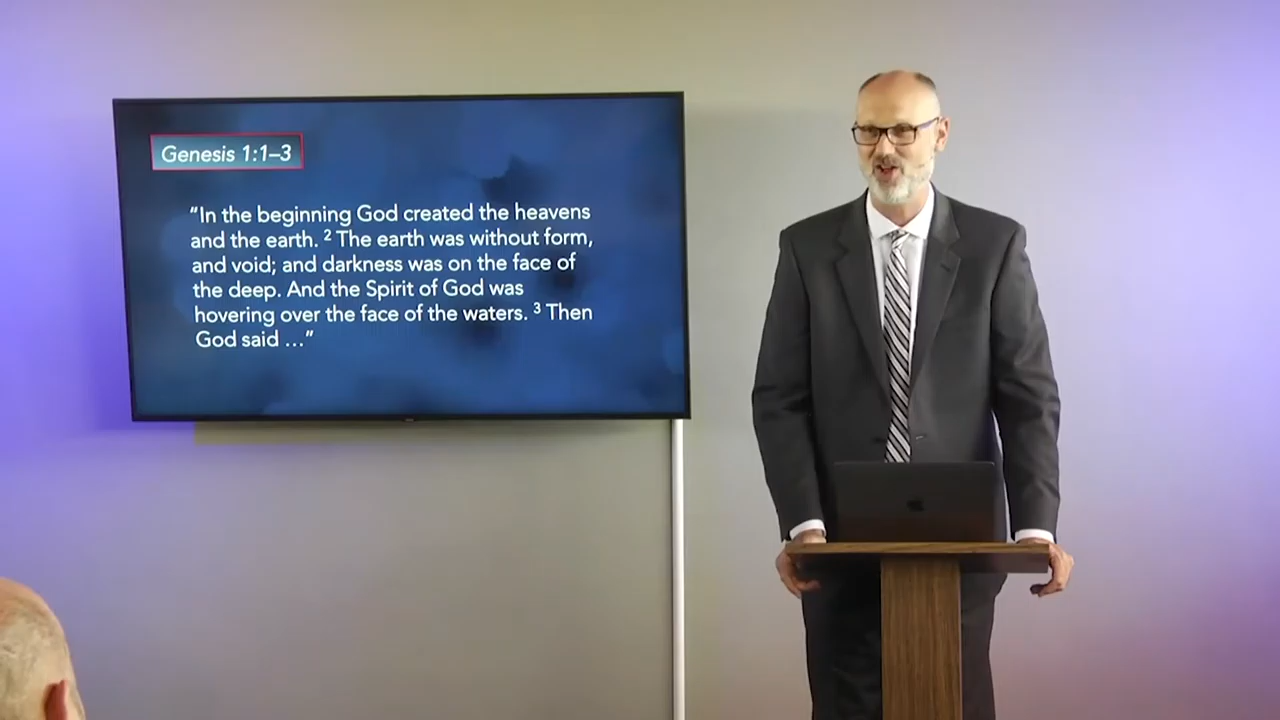 Genesis 1:1–3
“In the beginning God created the heavens
and the earth. ² The earth was without form,
and void; and darkness was on the face of
the deep. And the Spirit of God was
hovering over the face of the waters. ³ Then
God said …”